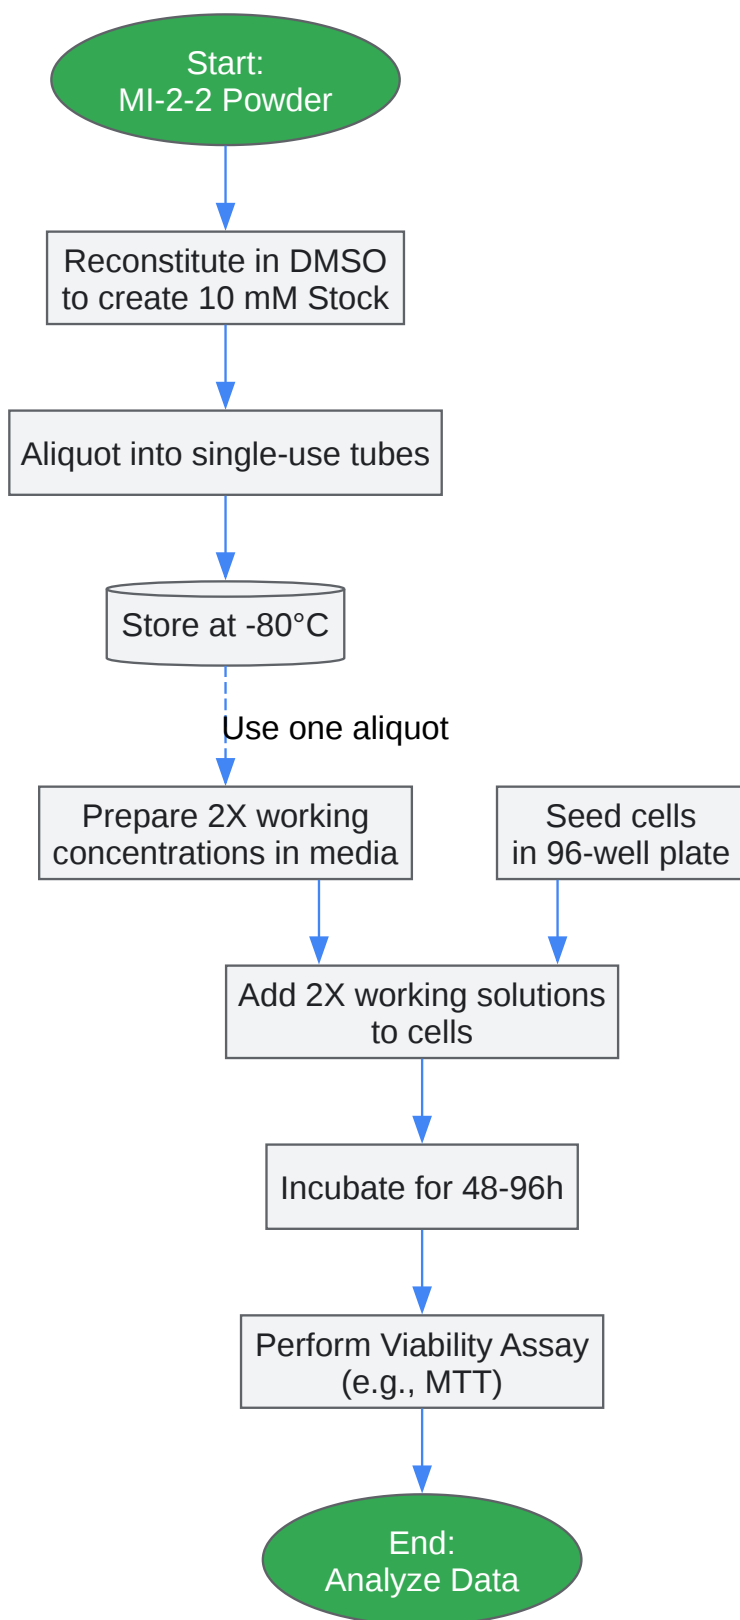 Start:
MI-2-2 Powder
Reconstitute in DMSO
to create 10 mM Stock
Aliquot into single-use tubes
Store at -80°C
Use one aliquot
Prepare 2X working
concentrations in media
Seed cells
in 96-well plate
Add 2X working solutions
to cells
Incubate for 48-96h
Perform Viability Assay
(e.g., MTT)
End:
Analyze Data